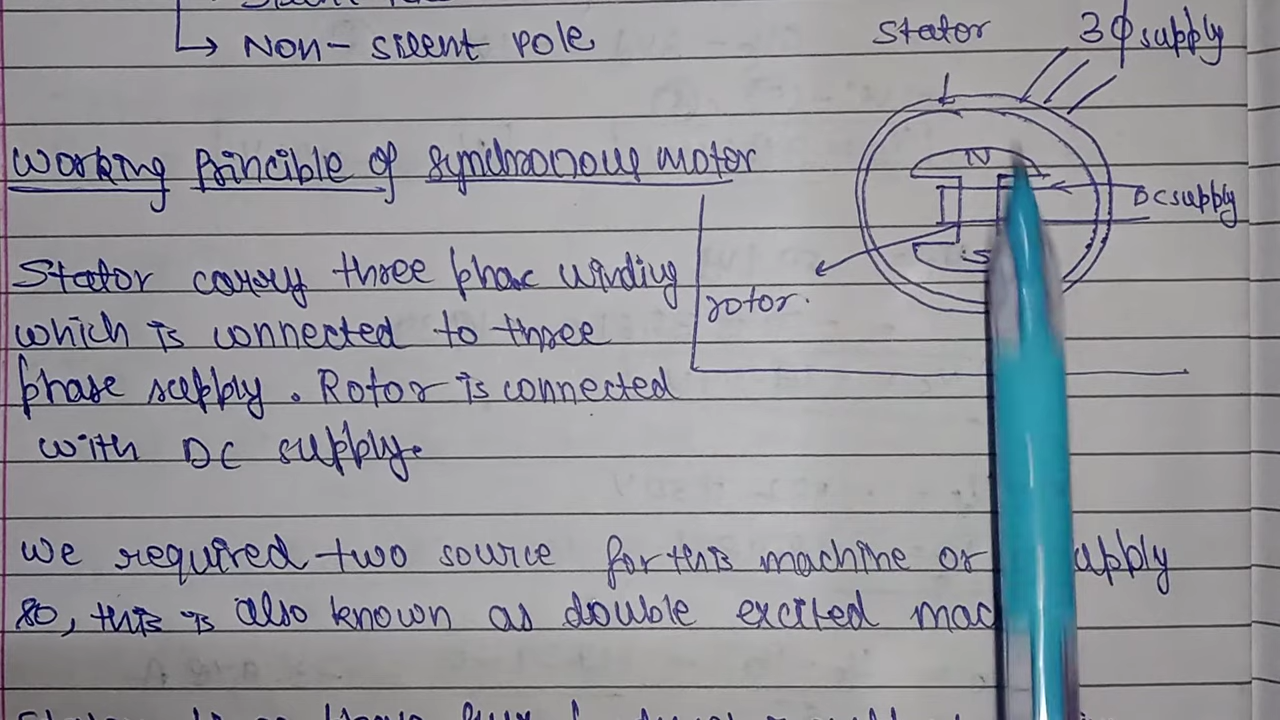 ↳ Non-silent pole
Stator
3ϕ supply
Working Principle of synchronous motor
N
DC supply
S
rotor.
Stator carry three phase winding
which is connected to three
phase supply. Rotor is connected
with DC supply.
We required two source for this machine or supply
so, this is also known as double excited mac